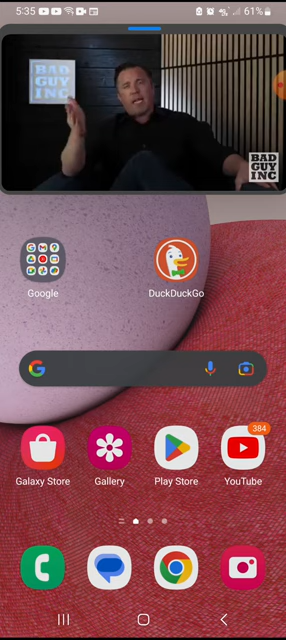 5:35 61%
BAD
GUY
INC
BAD
GUY
INC
Google DuckDuckGo
384
Galaxy Store Gallery Play Store YouTube